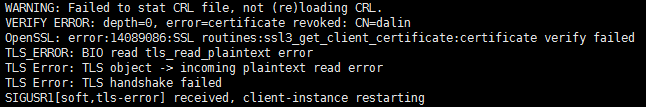 WARNING: Failed to stat CRL file, not (re)loading CRL.
VERIFY ERROR: depth=0, error=certificate revoked: CN=dalin
OpenSSL: error:14089086:SSL routines:ssl3_get_client_certificate:certificate verify failed
TLS_ERROR: BIO read tls_read_plaintext error
TLS Error: TLS object -> incoming plaintext read error
TLS Error: TLS handshake failed
SIGUSR1[soft,tls-error] received, client-instance restarting